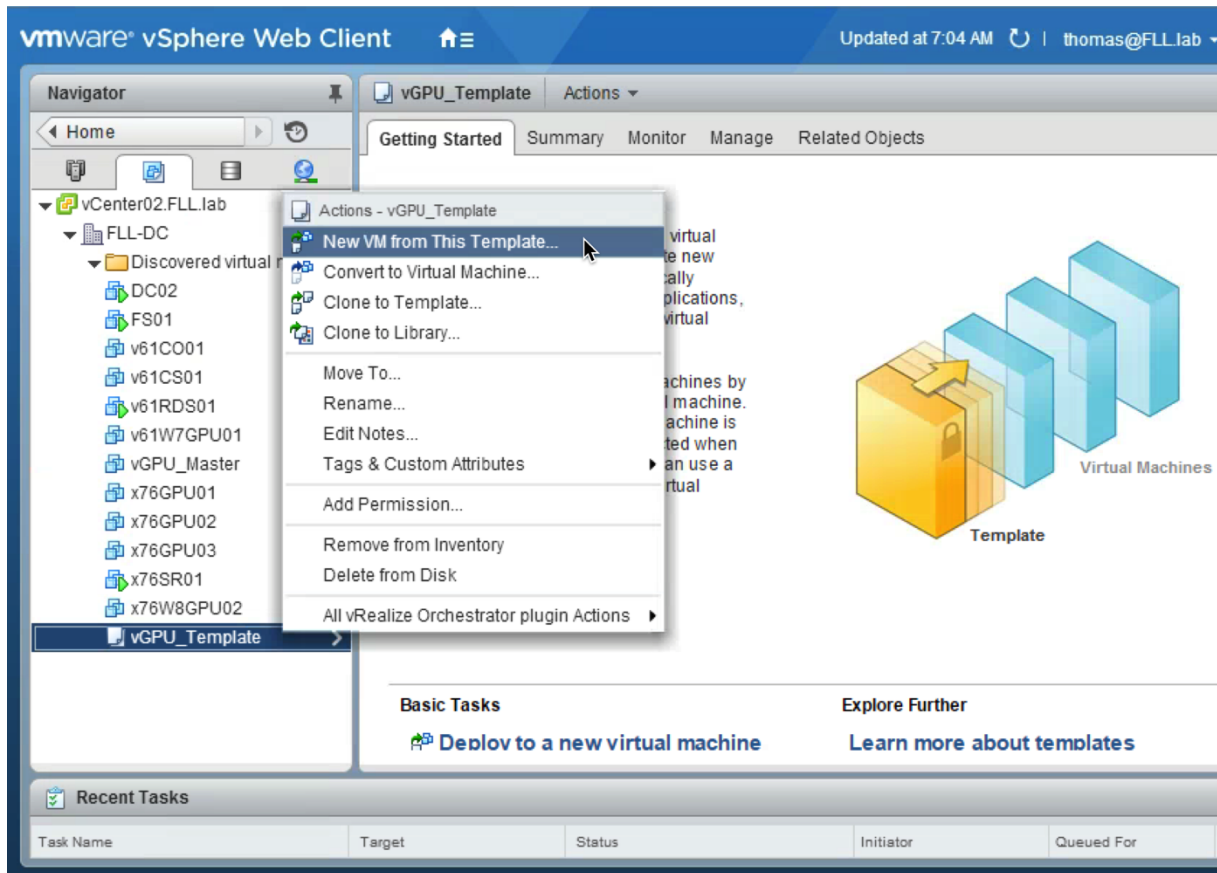 vmware® vSphere Web Client
Updated at 7:04 AM | thomas@FLL.lab
Navigator
Home
vCenter02.FLL.lab
FLL-DC
Discovered virtual
DC02
FS01
v61CO01
v61CS01
v61RDS01
v61W7GPU01
vGPU_Master
x76GPU01
x76GPU02
x76GPU03
x76SR01
x76W8GPU02
vGPU_Template
vGPU_Template Actions
Getting Started Summary Monitor Manage Related Objects
Actions - vGPU_Template
New VM from This Template...
Convert to Virtual Machine...
Clone to Template...
Clone to Library...
Move To...
Rename...
Edit Notes...
Tags & Custom Attributes
Add Permission...
Remove from Inventory
Delete from Disk
All vRealize Orchestrator plugin Actions
virtual
new
plications,
virtual
achines by
machine.
achine is
when
an use a
rtual
Virtual Machines
Template
Basic Tasks
Deploy to a new virtual machine
Explore Further
Learn more about templates
Recent Tasks
Task Name Target Status Initiator Queued For